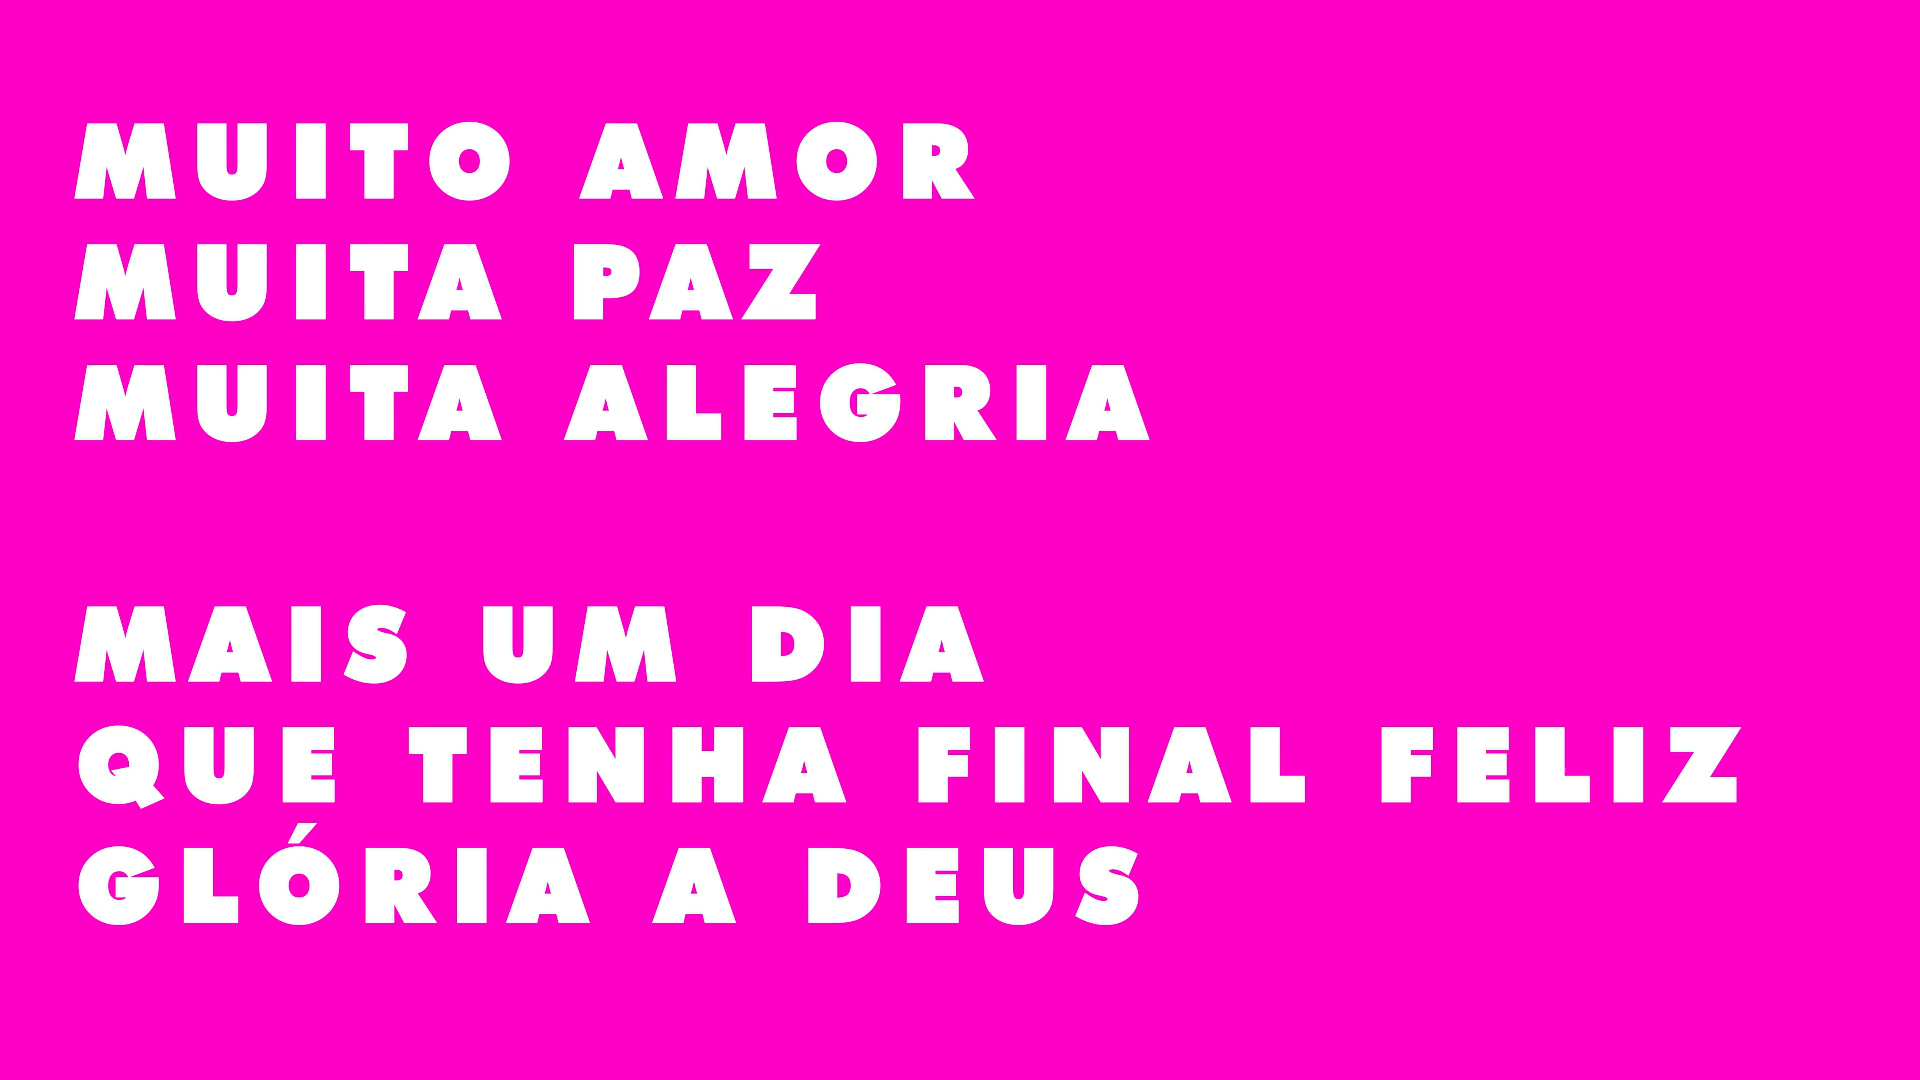 MUITO AMOR
MUITA PAZ
MUITA ALEGRIA
MAIS UM DIA
QUE TENHA FINAL FELIZ
GLÓRIA A DEUS